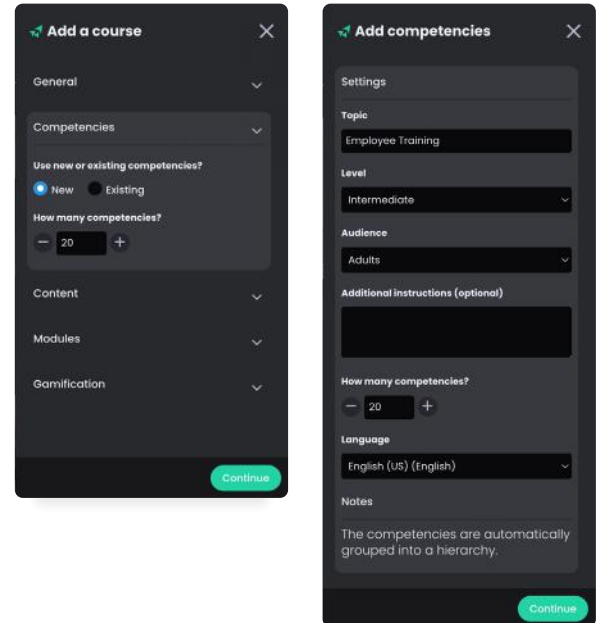 Add a course
General
Competencies
Use new or existing competencies?
New Existing
How many competencies?
20
Content
Modules
Gamification
Continue
Add competencies
Settings
Topic
Employee Training
Level
Intermediate
Audience
Adults
Additional instructions (optional)
How many competencies?
20
Language
English (US) (English)
Notes
The competencies are automatically
grouped into a hierarchy.
Continue